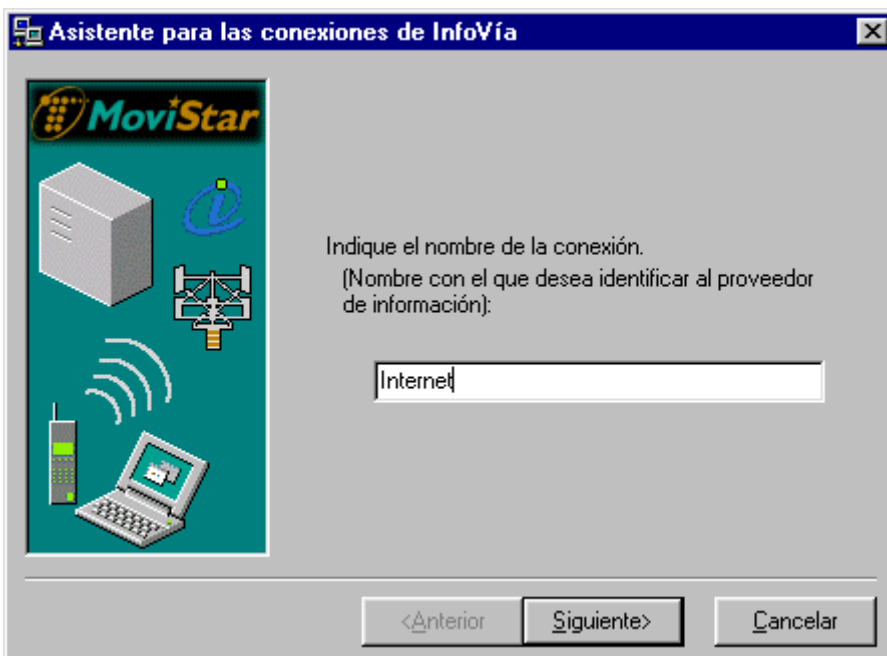 Asistente para las conexiones de InfoVía
MoviStar
Indique el nombre de la conexión.
(Nombre con el que desea identificar al proveedor
de información):
Internet
<Anterior
Siguiente>
Cancelar